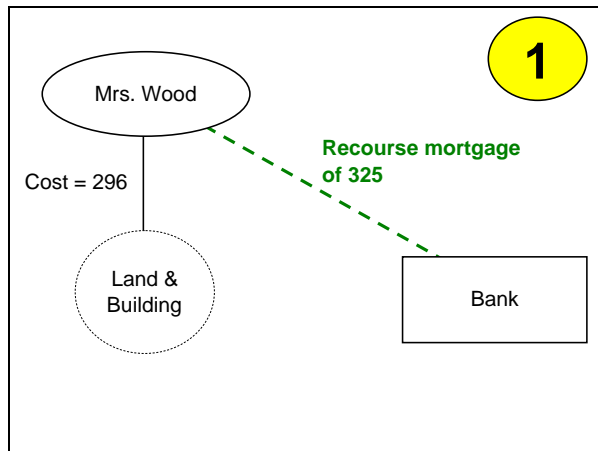 1
Mrs. Wood
Recourse mortgage
of 325
Cost = 296
Land &
Building
Bank